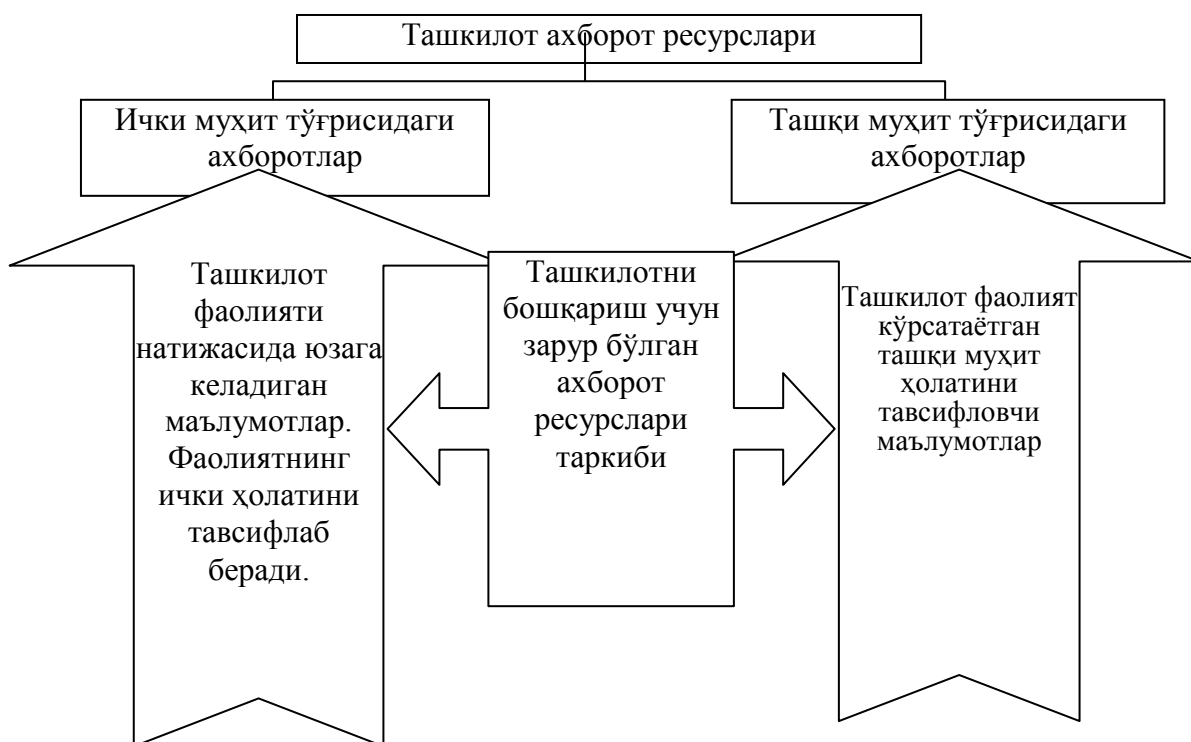 Ташкилот ахборот ресурслари
Ички муҳит тўғрисидаги
ахборотлар
Ташқи муҳит тўғрисидаги
ахборотлар
Ташкилот
фаолияти
натижасида юзага
келадиган
маълумотлар.
Фаолиятнинг
ички ҳолатини
тавсифлаб
беради.
Ташкилотни
бошқариш учун
зарур бўлган
ахборот
ресурслари
таркиби
Ташкилот фаолият
кўрсатаётган
ташқи муҳит
ҳолатини
тавсифловчи
маълумотлар